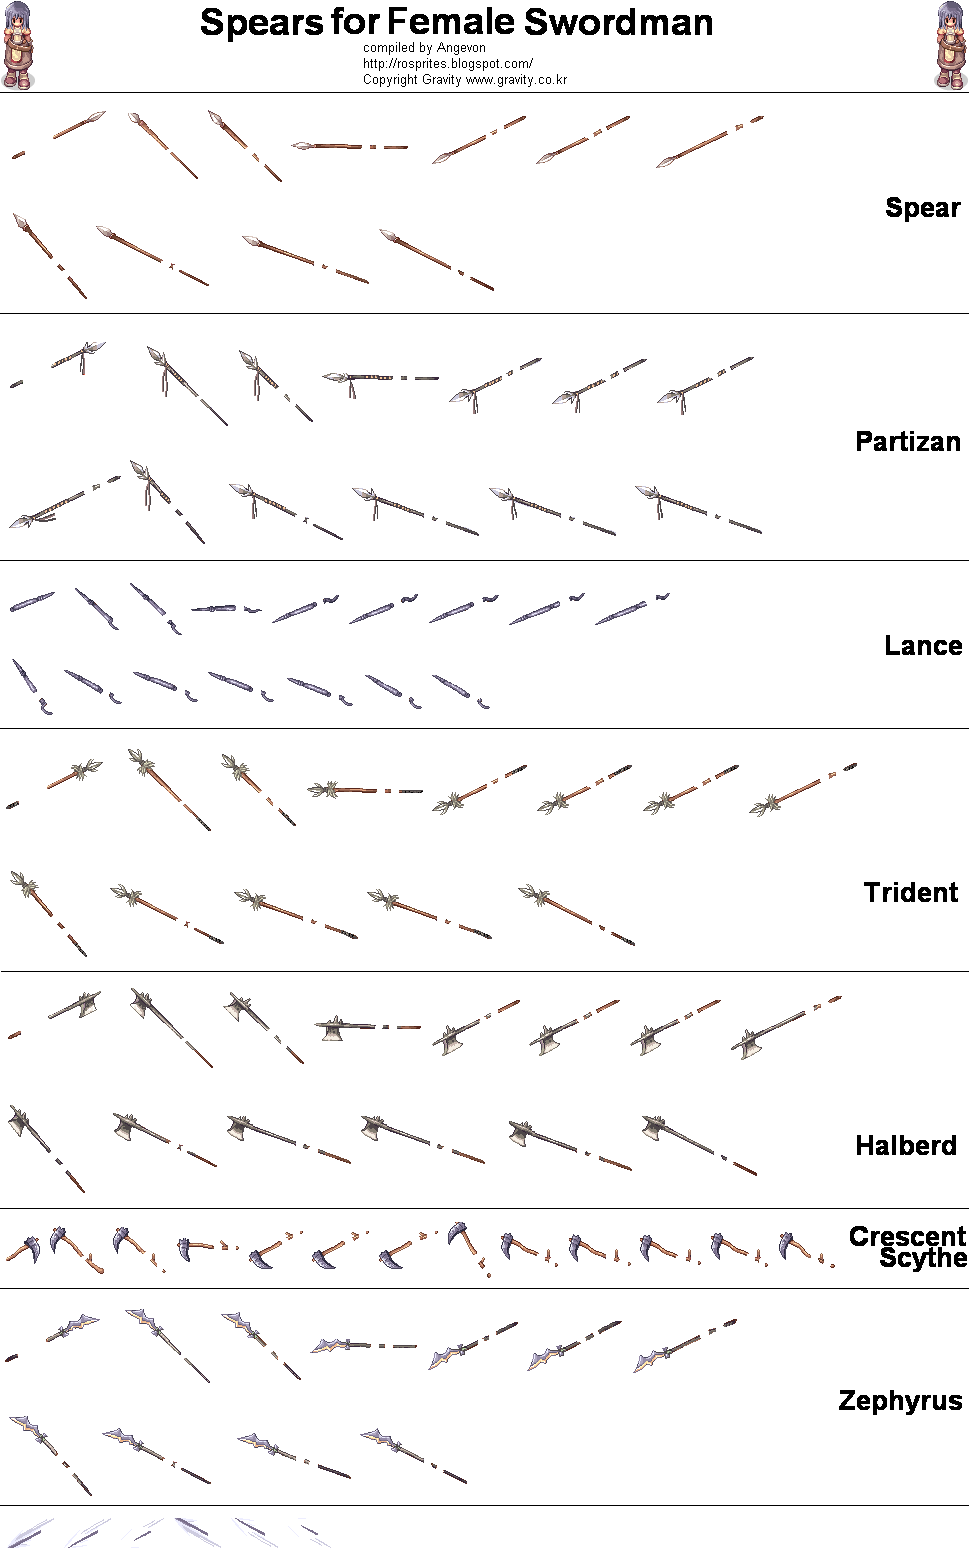 Spears for Female Swordman
compiled by Angevon
http://rosprites.blogspot.com/
Copyright Gravity www.gravity.co.kr
Spear
Partizan
Lance
Trident
Halberd
Crescent
Scythe
Zephyrus